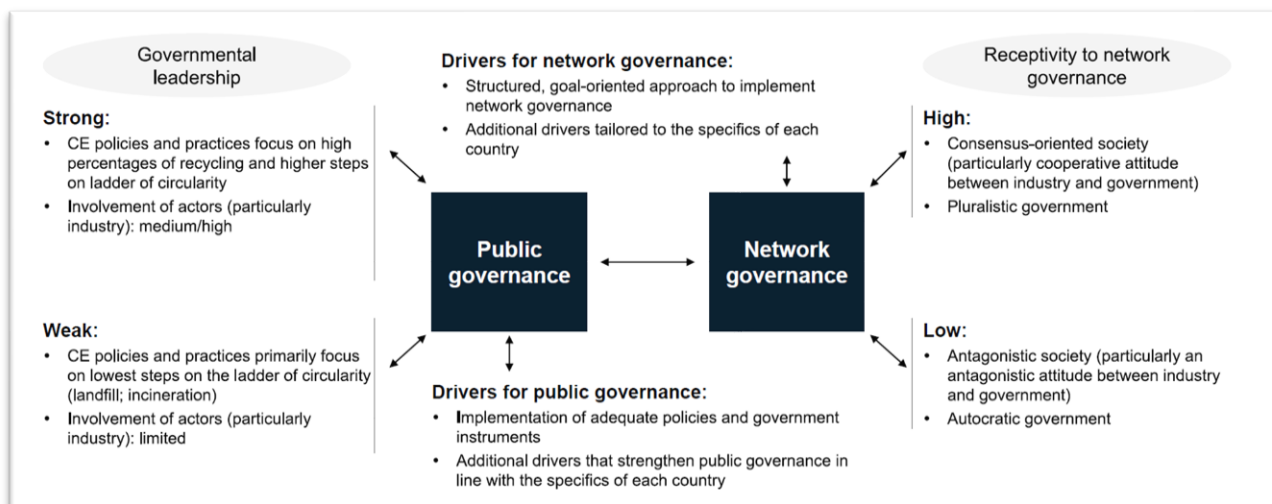 Governmental
leadership
Strong:
• CE policies and practices focus on high
percentages of recycling and higher steps
on ladder of circularity
• Involvement of actors (particularly
industry): medium/high
Weak:
• CE policies and practices primarily focus
on lowest steps on the ladder of circularity
(landfill; incineration)
• Involvement of actors (particularly
industry): limited
Drivers for network governance:
• Structured, goal-oriented approach to implement
network governance
• Additional drivers tailored to the specifics of each
country
Public
governance
Network
governance
Drivers for public governance:
• Implementation of adequate policies and government
instruments
• Additional drivers that strengthen public governance in
line with the specifics of each country
Receptivity to network
governance
High:
• Consensus-oriented society
(particularly cooperative attitude
between industry and government)
• Pluralistic government
Low:
• Antagonistic society (particularly an
antagonistic attitude between industry
and government)
• Autocratic government